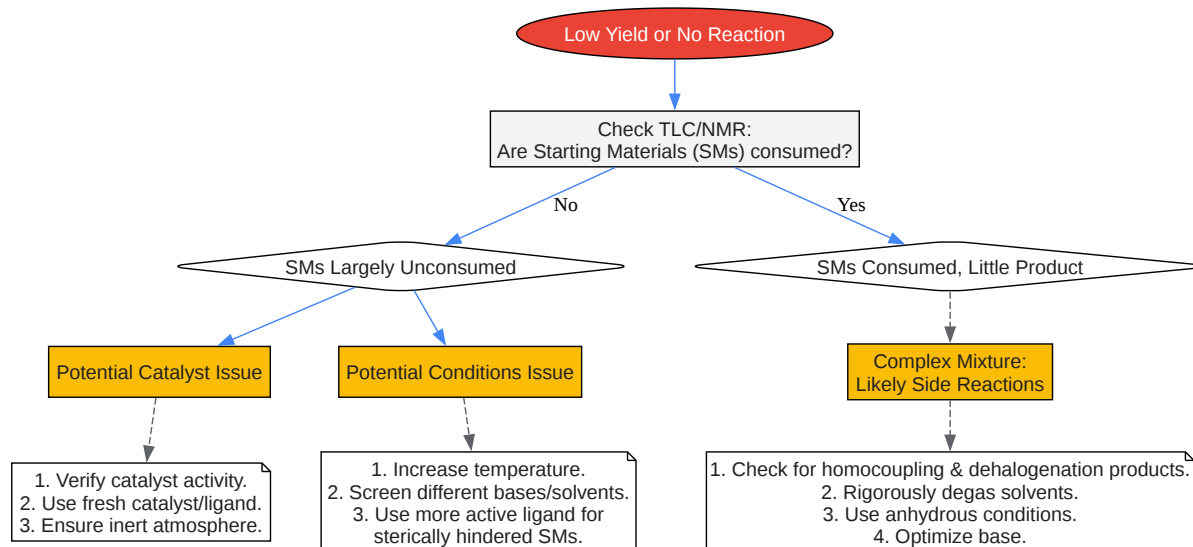 Low Yield or No Reaction
Check TLC/NMR:
Are Starting Materials (SMs) consumed?
No
Yes
SMs Largely Unconsumed
SMs Consumed, Little Product
Potential Catalyst Issue
Potential Conditions Issue
Complex Mixture:
Likely Side Reactions
1. Verify catalyst activity.
2. Use fresh catalyst/ligand.
3. Ensure inert atmosphere.
1. Increase temperature.
2. Screen different bases/solvents.
3. Use more active ligand for
sterically hindered SMs.
1. Check for homocoupling & dehalogenation products.
2. Rigorously degas solvents.
3. Use anhydrous conditions.
4. Optimize base.